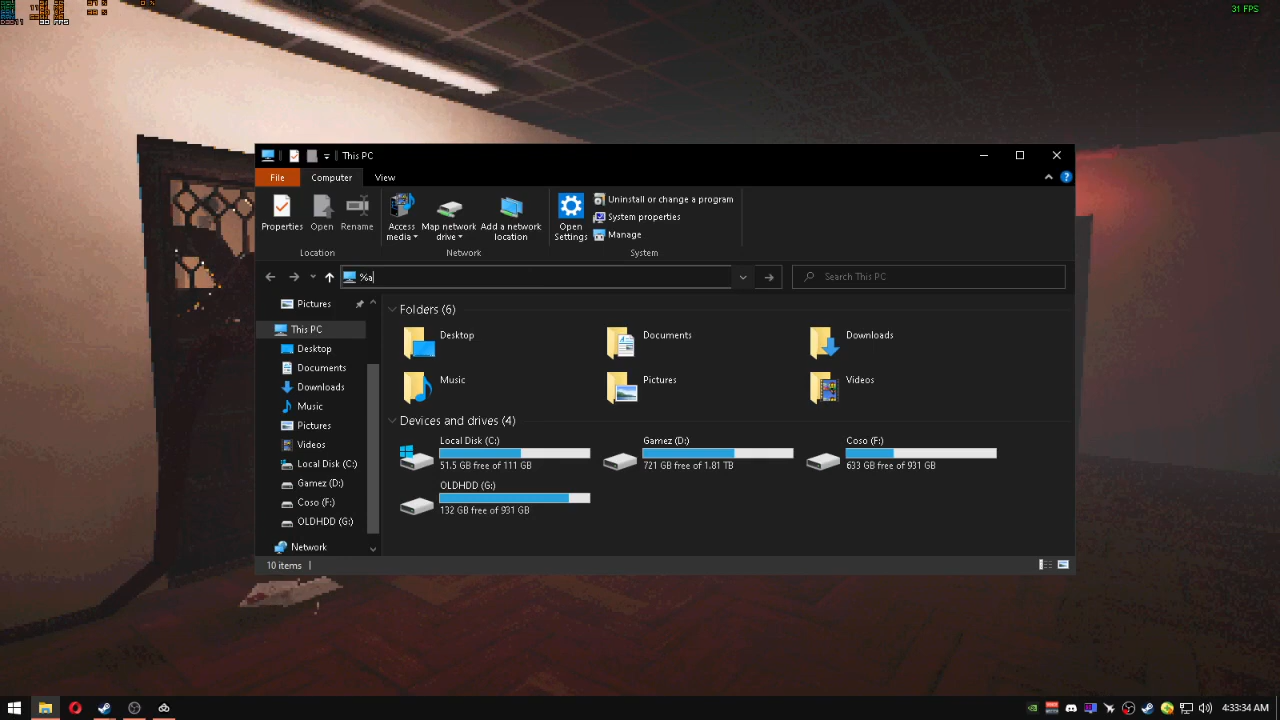 31 FPS
This PC
File
Computer
View
Properties
Open
Rename
Access media
Map network drive
Add a network location
Open Settings
Uninstall or change a program
System properties
Manage
Location
Network
System
%a
Search This PC
Pictures
This PC
Desktop
Documents
Downloads
Music
Pictures
Videos
Local Disk (C:)
Gamez (D:)
Coso (F:)
OLDHDD (G:)
Network
Folders (6)
Desktop
Documents
Downloads
Music
Pictures
Videos
Devices and drives (4)
Local Disk (C:)
51.5 GB free of 111 GB
Gamez (D:)
721 GB free of 1.81 TB
Coso (F:)
633 GB free of 931 GB
OLDHDD (G:)
132 GB free of 931 GB
10 items
4:33:34 AM